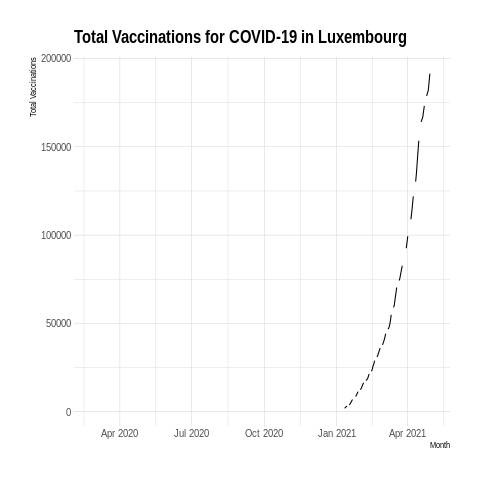 Total Vaccinations for COVID-19 in Luxembourg
Total Vaccinations
200000
150000
100000
50000
0
Apr 2020 Jul 2020 Oct 2020 Jan 2021 Apr 2021
Month